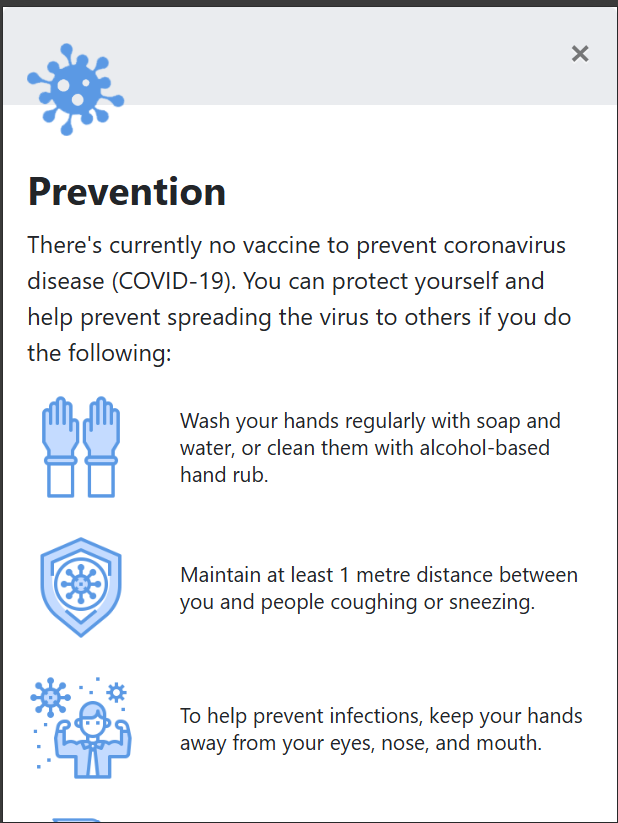 Prevention
There's currently no vaccine to prevent coronavirus
disease (COVID-19). You can protect yourself and
help prevent spreading the virus to others if you do
the following:
Wash your hands regularly with soap and
water, or clean them with alcohol-based
hand rub.
Maintain at least 1 metre distance between
you and people coughing or sneezing.
To help prevent infections, keep your hands
away from your eyes, nose, and mouth.